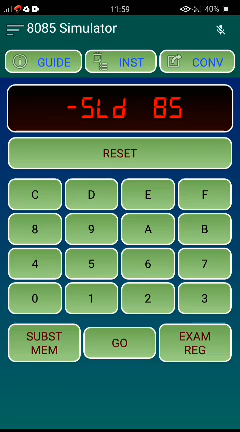 11:59
40%
8085 Simulator
GUIDE INST CONV
-SLd 85
RESET
C D E F
8 9 A B
4 5 6 7
0 1 2 3
SUBST MEM
GO
EXAM REG